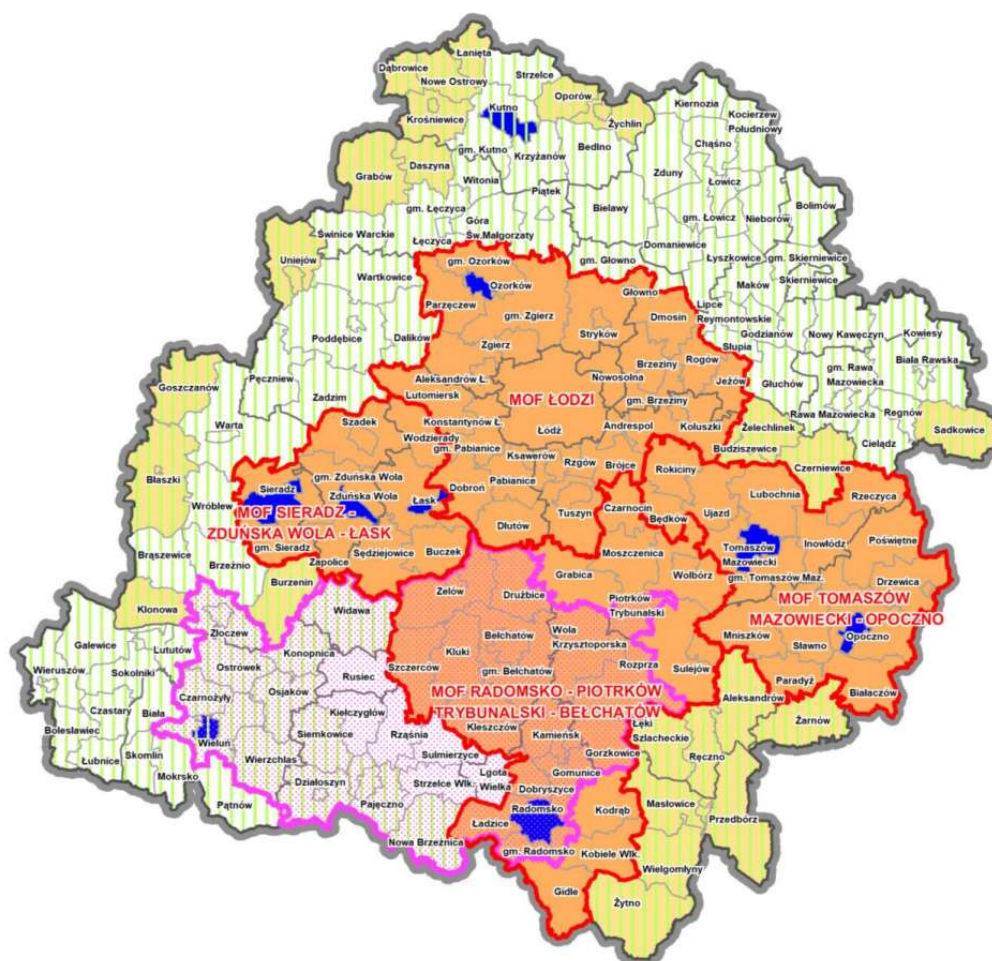 Łanięta
Dąbrowice
Nowe Ostrowy
Strzelce
Oporów
Krośniewice
Kutno
Żychlin
Kiernozia
Kocierzew
Południowy
gm. Kutno
Krzyżanów
Bedlno
Chąśno
Daszyna
Grabów
Witonia
Zduny
Łowicz
Piątek
Bolimów
gm. Łęczyca
Bielawy
Góra
Św.Małgorzaty
gm. Łowicz
Nieborów
Świnice Warckie
Łęczyca
Domaniewice
Uniejów
Wartkowice
gm. Ozorków
gm. Głowno
Łyszkowice
gm. Skierniewice
Skierniewice
Maków
Ozorków
Głowno
Parzęczew
Lipce
Reymontowskie
gm. Zgierz
Dmosin
Godzianów
Nowy Kawęczyn
Kowiesy
Stryków
Słupia
Poddębice
Dalików
Zgierz
Brzeziny
Rogów
Biała Rawska
gm. Rawa
Mazowiecka
Goszczanów
Pęczniew
Zadzim
Aleksandrów Ł.
Nowosolna
Jeżów
Głuchów
Lutomiersk
MOF ŁODZI
gm. Brzeziny
Rawa Mazowiecka
Regnów
Warta
Szadek
Konstantynów Ł.
Łódź
Andrespol
Koluszki
Żelechlinek
Cielądz
Sadkowice
Wodzierady
gm. Pabianice
Ksawerów
Budziszewice
Błaszki
gm. Zduńska Wola
Rzgów
Brójce
Rokiciny
Czerniewice
Sieradz
Zduńska Wola
Łask
Dobroń
Pabianice
Lubochnia
Rzeczyca
Wróblew
MOF SIERADZ -
ZDUŃSKA WOLA - ŁASK
Tuszyn
Czarnocin
Ujazd
Będków
Dłutów
Inowłódz
Poświętne
gm. Sieradz
Sędziejowice
Buczek
Moszczenica
Tomaszów
Mazowiecki
Brąszewice
Zapolice
Brzeźnio
Grabica
Wolbórz
gm. Tomaszów Maz.
Drzewica
Burzenin
Zelów
Drużbice
Piotrków
Trybunalski
MOF TOMASZÓW
MAZOWIECKI - OPOCZNO
Klonowa
Widawa
Złoczew
Bełchatów
Wola
Krzysztoporska
Mniszków
Opoczno
Galewice
Lututów
Konopnica
Kluki
Sławno
Wieruszów
Ostrówek
Szczerców
gm. Bełchatów
Rozprza
Sulejów
Sokolniki
Rusiec
Paradyż
Czarnożyły
Osjaków
MOF RADOMSKO - PIOTRKÓW
TRYBUNALSKI - BEŁCHATÓW
Aleksandrów
Białaczów
Czastary
Biała
Kiełczygłów
Bolesławiec
Żarnów
Siemkowice
Rząśnia
Kleszczów
Kamieńsk
Łęki
Szlacheckie
Wieluń
Łubnice
Skomlin
Wierzchlas
Sulmierzyce
Gorzkowice
Ręczno
Mokrsko
Lgota
Wielka
Gomunice
Działoszyn
Strzelce Wlk.
Dobryszyce
Pątnów
Pajęczno
Radomsko
Kodrąb
Masłowice
Przedbórz
Ładzice
Nowa Brzeźnica
gm. Radomsko
Kobiele Wlk.
Wielgomłyny
Gidle
Żytno